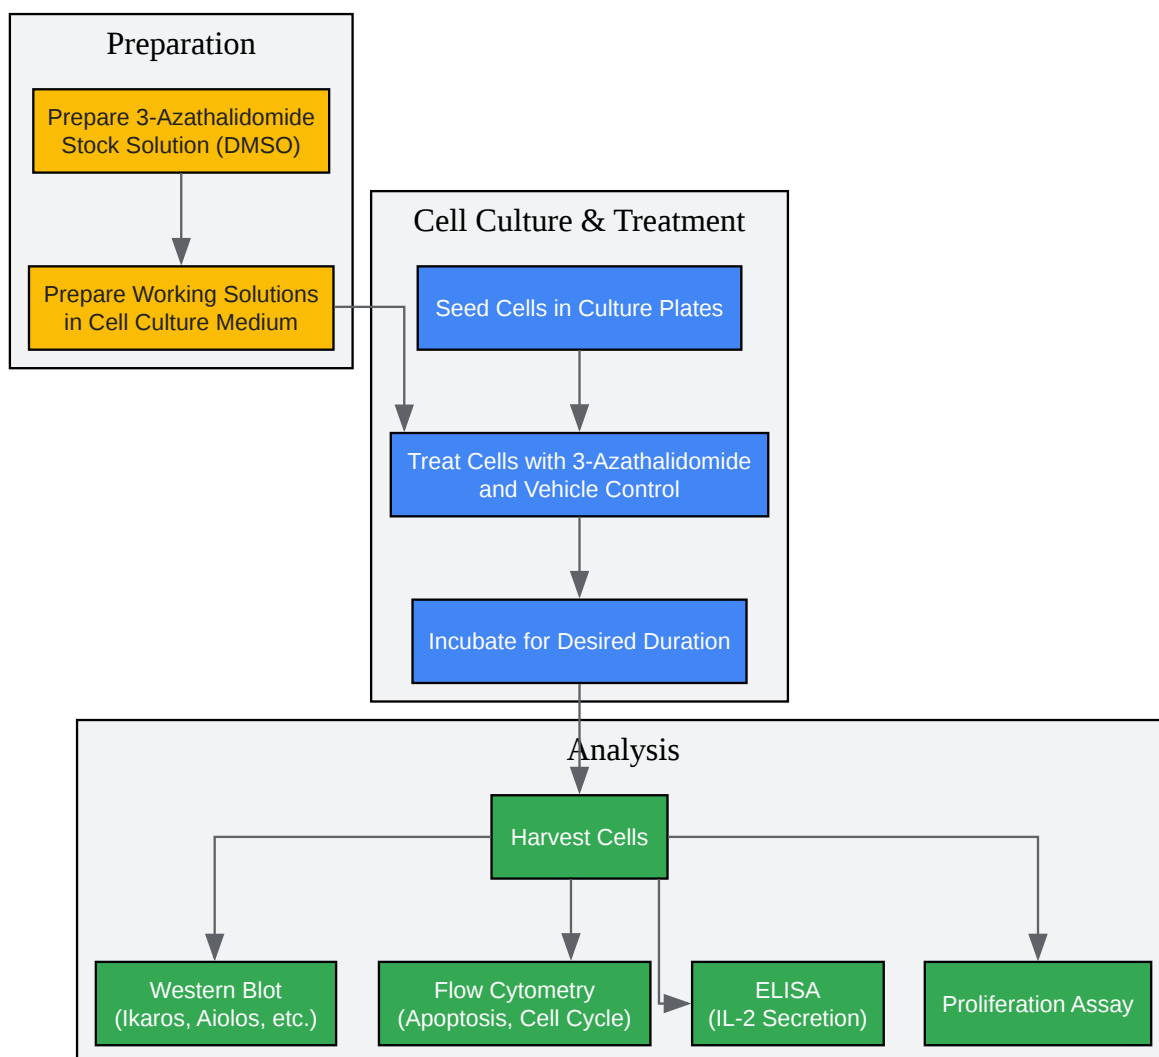 Preparation
Prepare 3-Azathalidomide
Stock Solution (DMSO)
Prepare Working Solutions
in Cell Culture Medium
Cell Culture & Treatment
Seed Cells in Culture Plates
Treat Cells with 3-Azathalidomide
and Vehicle Control
Incubate for Desired Duration
Analysis
Harvest Cells
Western Blot
(Ikaros, Aiolos, etc.)
Flow Cytometry
(Apoptosis, Cell Cycle)
ELISA
(IL-2 Secretion)
Proliferation Assay